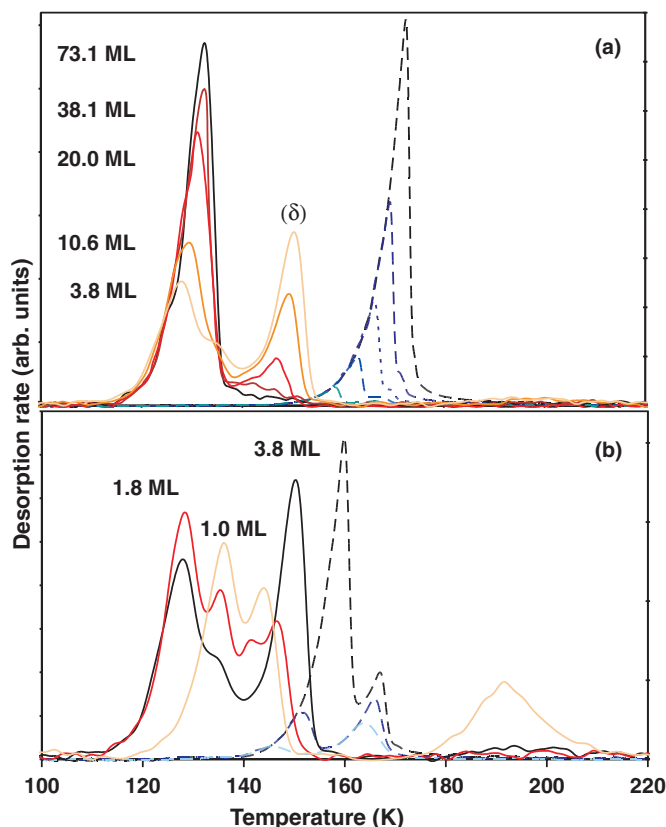 73.1 ML
(a)
38.1 ML
20.0 ML
(δ)
10.6 ML
3.8 ML
Desorption rate (arb. units)
3.8 ML
(b)
1.8 ML
1.0 ML
100 120 140 160 180 200 220
Temperature (K)